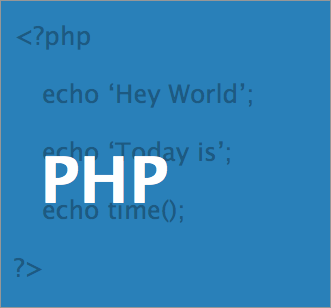 <?php
echo ‘Hey World’;
echo ‘Today is’;
PHP
echo time();
?>